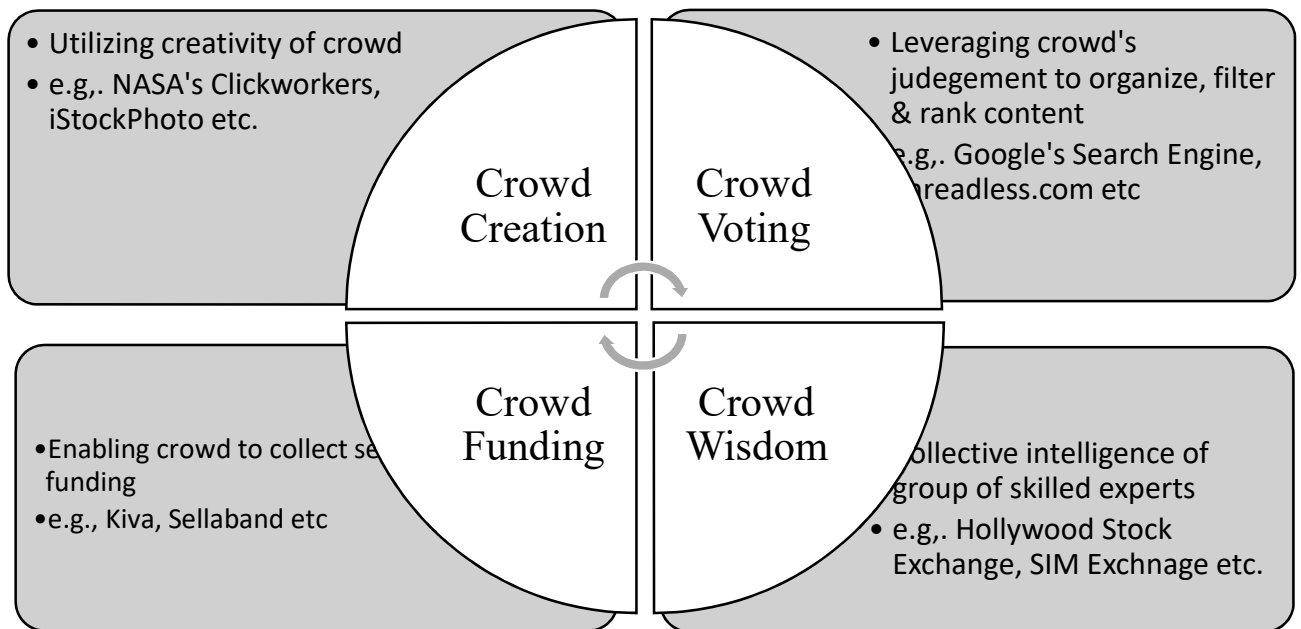 • Utilizing creativity of crowd
• e.g,. NASA's Clickworkers,
iStockPhoto etc.
Crowd
Creation
• Leveraging crowd's
judegement to organize, filter
& rank content
e.g,. Google's Search Engine,
etc
Crowd
Voting
•Enabling crowd to collect
funding
•e.g., Kiva, Sellaband etc
Crowd
Funding
intelligence of
group of skilled experts
• e.g,. Hollywood Stock
Exchange, SIM Exchnage etc.
Crowd
Wisdom